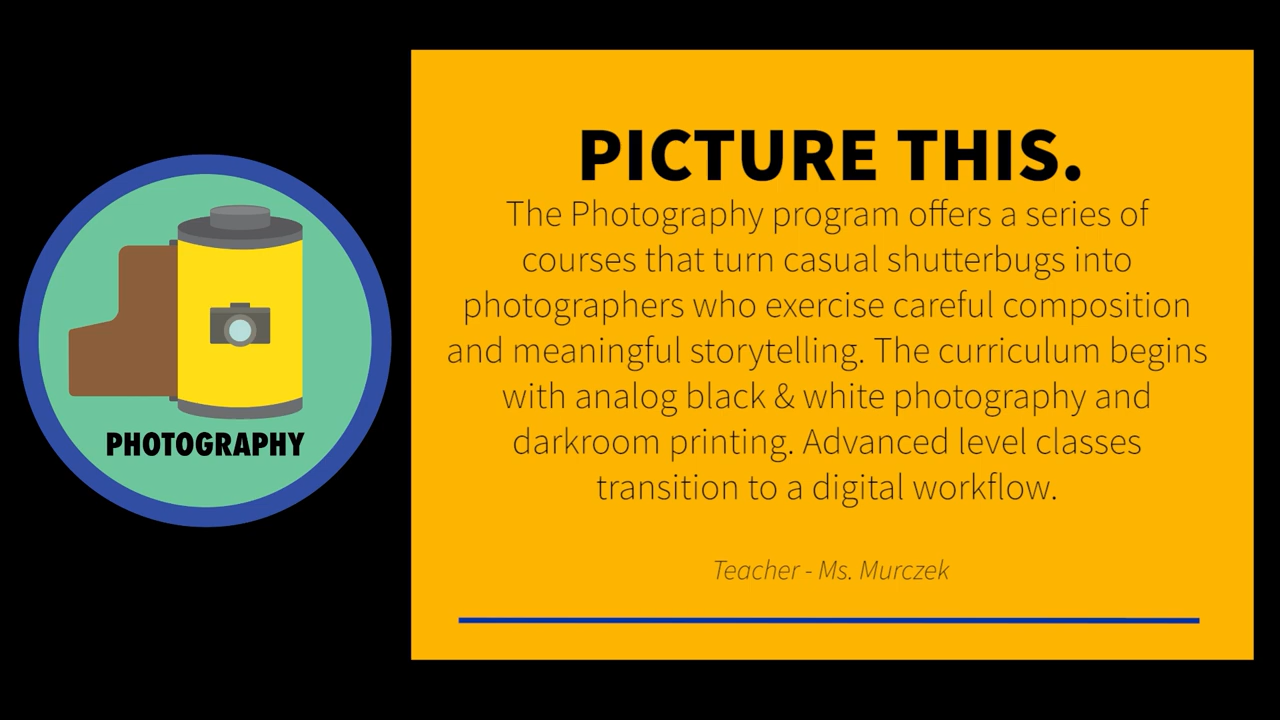 PHOTOGRAPHY
PICTURE THIS.
The Photography program offers a series of
courses that turn casual shutterbugs into
photographers who exercise careful composition
and meaningful storytelling. The curriculum begins
with analog black & white photography and
darkroom printing. Advanced level classes
transition to a digital workflow.
Teacher - Ms. Murczek